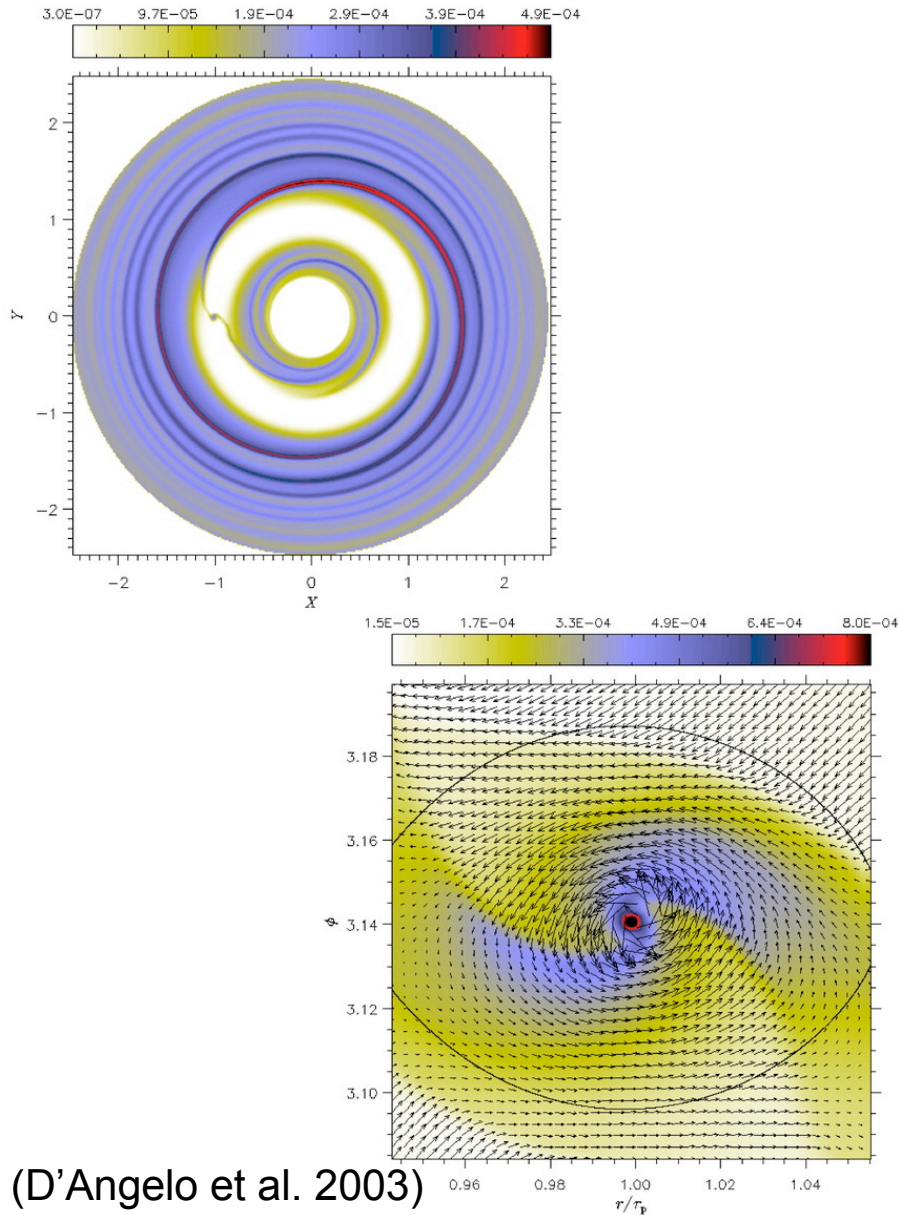 3.0E-07 9.7E-05 1.9E-04 2.9E-04 3.9E-04 4.9E-04
2
1
0
-1
-2
Y
-2 -1 0 1 2
X
1.5E-05 1.7E-04 3.3E-04 4.9E-04 6.4E-04 8.0E-04
3.18
3.16
3.14
3.12
3.10
φ
0.96 0.98 1.00 1.02 1.04
r/r_p
(D'Angelo et al. 2003)